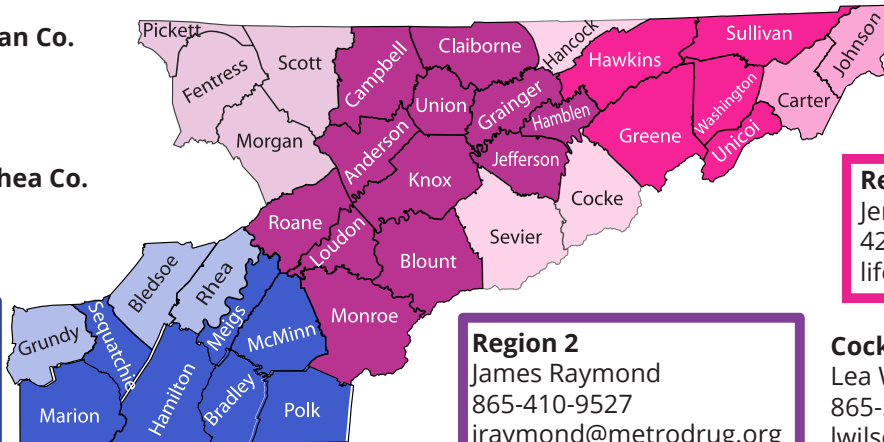 an Co.
hea Co.
Pickett
Fentress
Scott
Morgan
Campbell
Claiborne
Hancock
Hawkins
Sullivan
Johnson
Carter
Washington
Unicoi
Greene
Union
Grainger
Hamblen
Jefferson
Anderson
Knox
Cocke
Sevier
Roane
Loudon
Blount
Monroe
Bledsoe
Rhea
Meigs
McMinn
Grundy
Sequatchie
Marion
Hamilton
Bradley
Polk
Region 2
James Raymond
865-410-9527
jraymond@metrodrug.org
Re
Jer
42
life
Cock
Lea W
865-
lwils